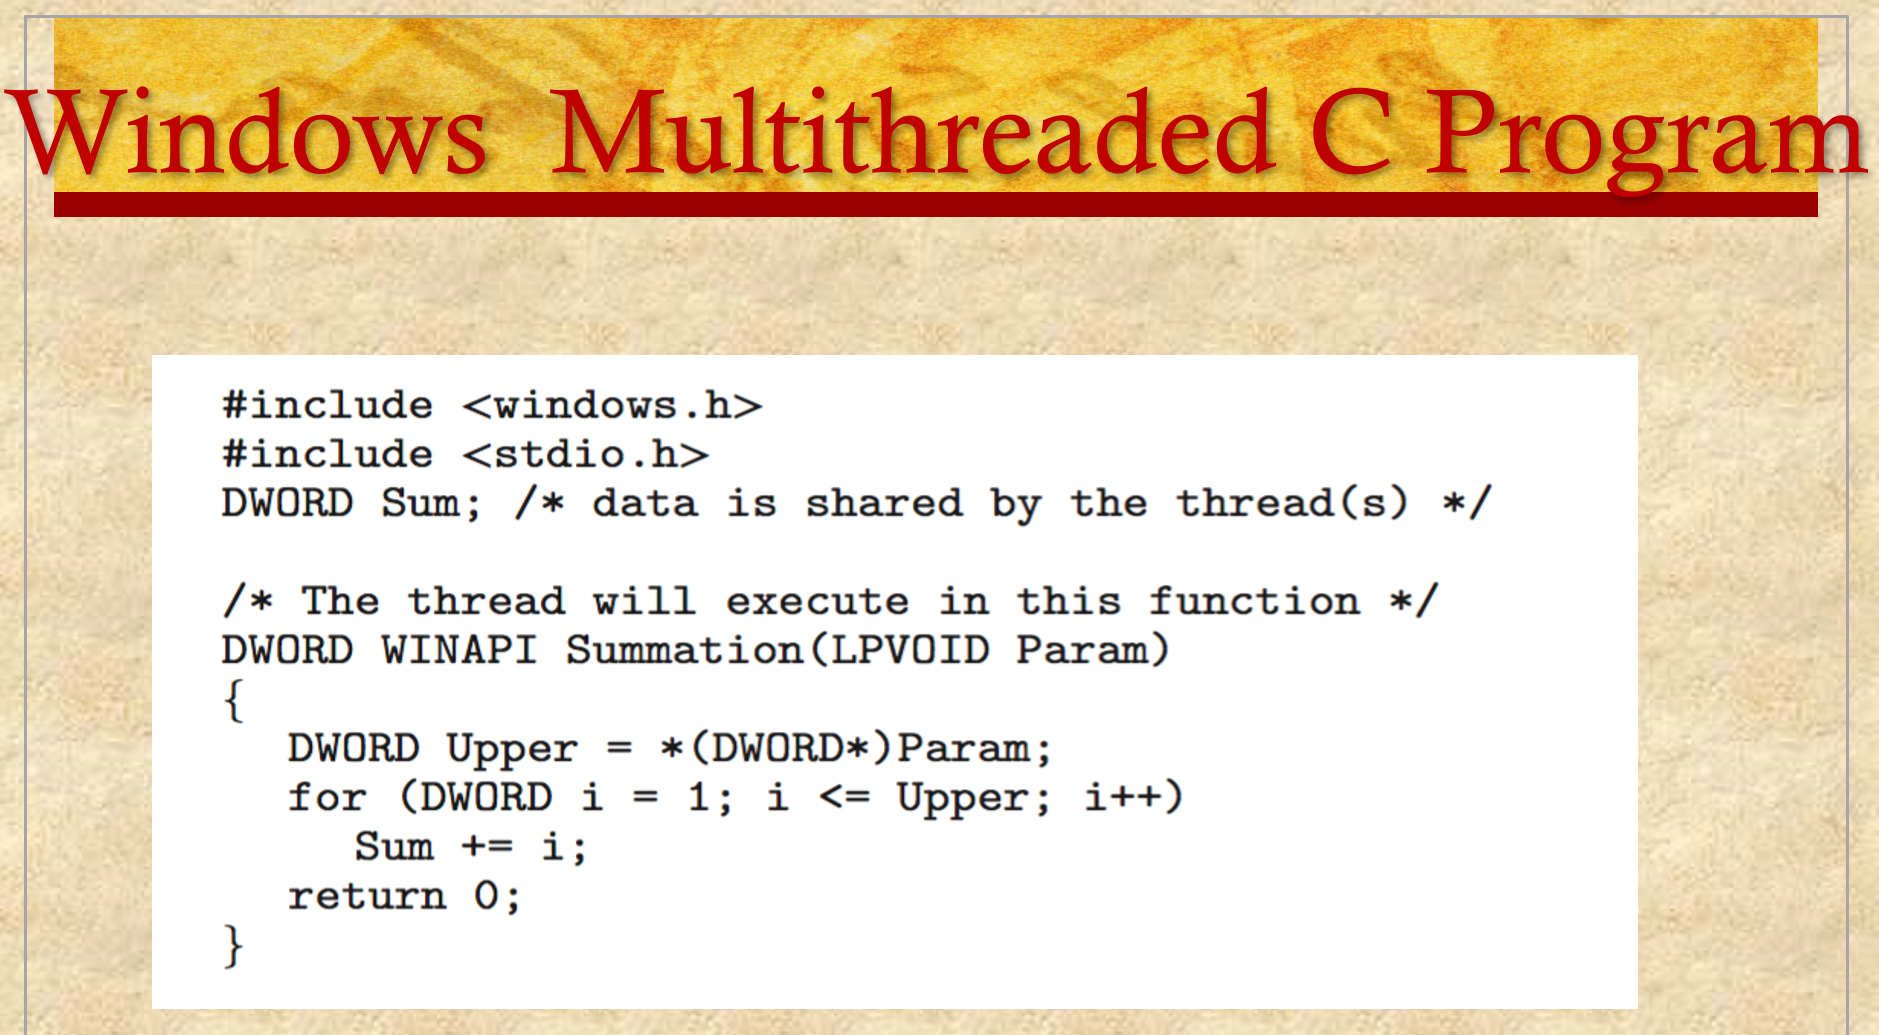 Windows  Multithreaded C Program
#include <windows.h>
#include <stdio.h>
DWORD Sum; /* data is shared by the thread(s) */
/* The thread will execute in this function */
DWORD WINAPI Summation(LPVOID Param)
{
DWORD Upper = *(DWORD*)Param;
for (DWORD i = 1; i <= Upper; i++)
Sum += i;
return 0;
}